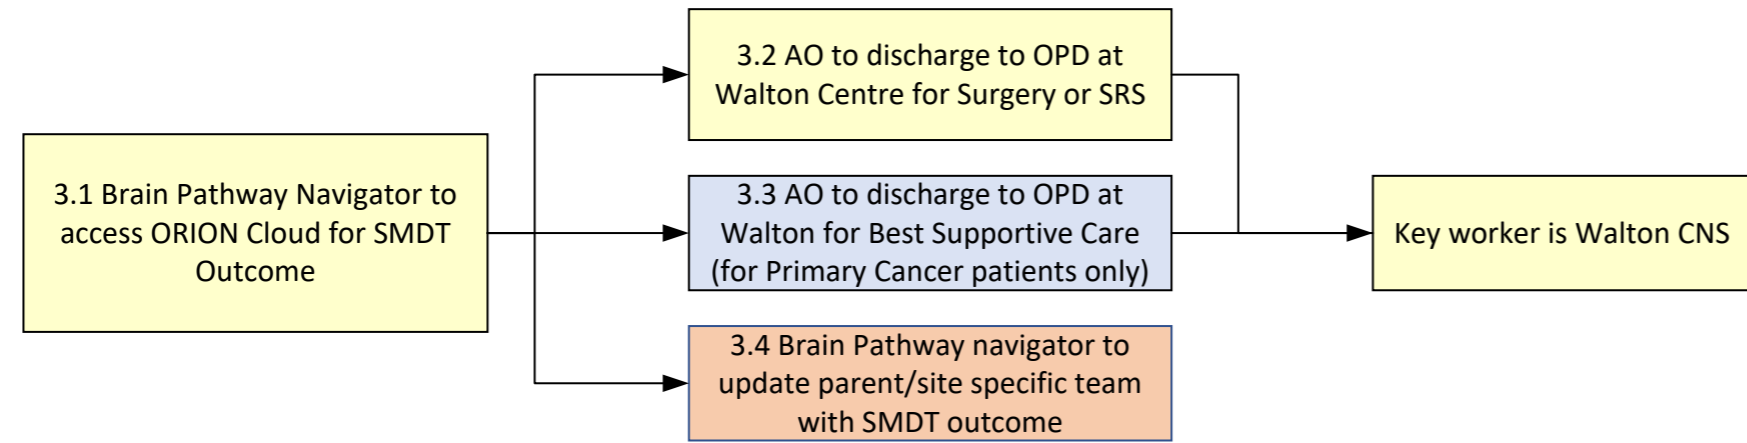 3.1 Brain Pathway Navigator to
access ORION Cloud for SMDT
Outcome
3.2 AO to discharge to OPD at
Walton Centre for Surgery or SRS
3.3 AO to discharge to OPD at
Walton for Best Supportive Care
(for Primary Cancer patients only)
3.4 Brain Pathway navigator to
update parent/site specific team
with SMDT outcome
Key worker is Walton CNS